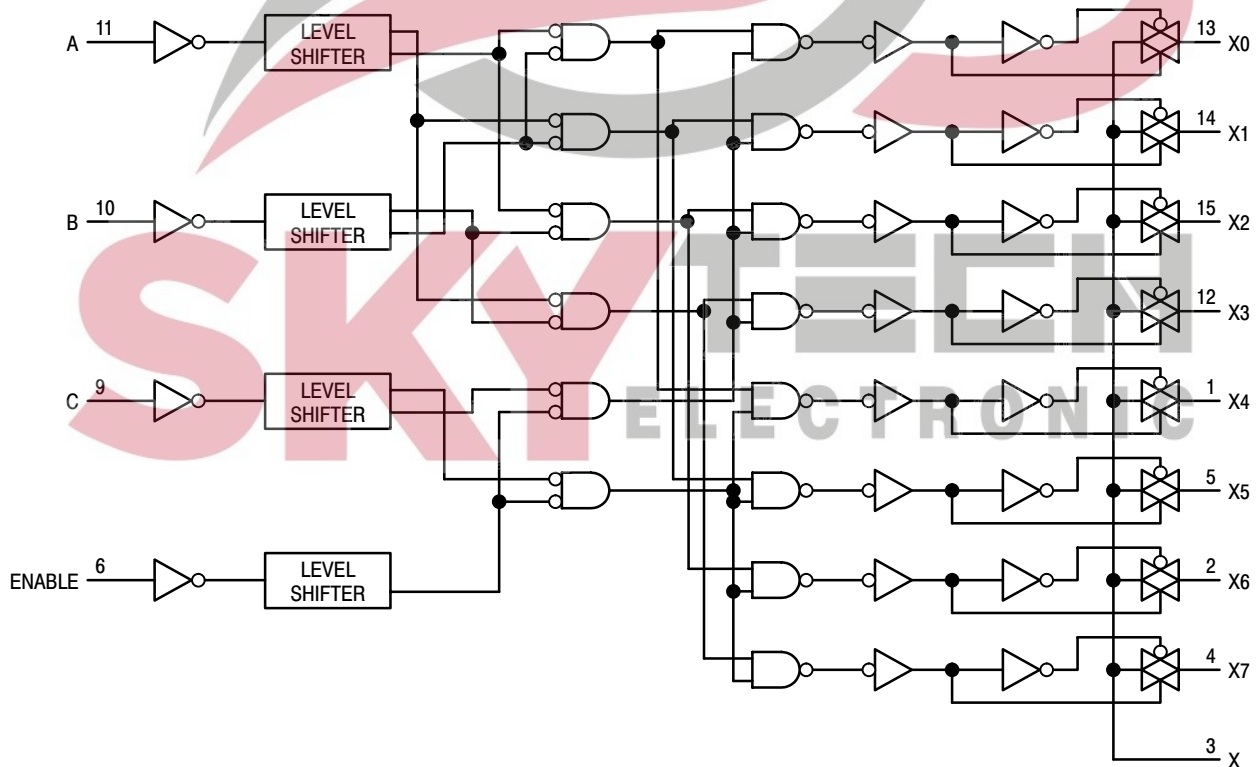 A 11 LEVEL SHIFTER 13 X0
14 X1
B 10 LEVEL SHIFTER 15 X2
12 X3
C 9 LEVEL SHIFTER 1 X4
5 X5
ENABLE 6 LEVEL SHIFTER 2 X6
4 X7
3 X
SKYTECH
ELECTRONIC